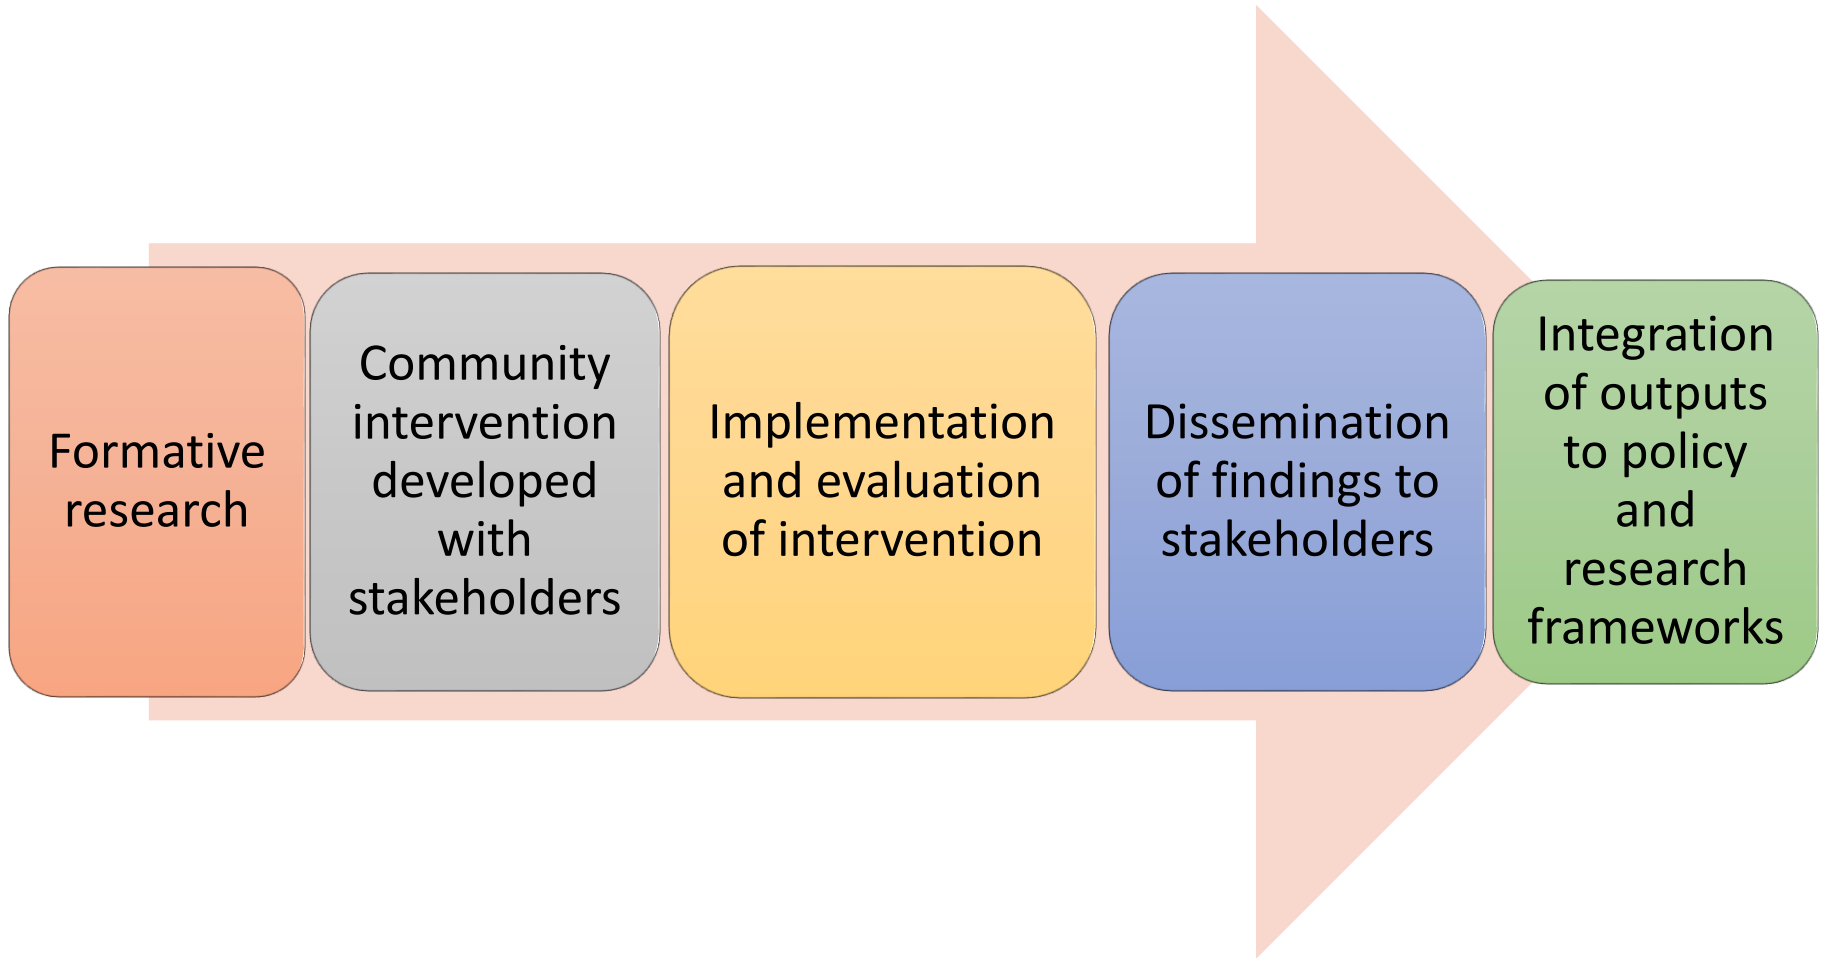 Formative
research
Community
intervention
developed
with
stakeholders
Implementation
and evaluation
of intervention
Dissemination
of findings to
stakeholders
Integration
of outputs
to policy
and
research
frameworks